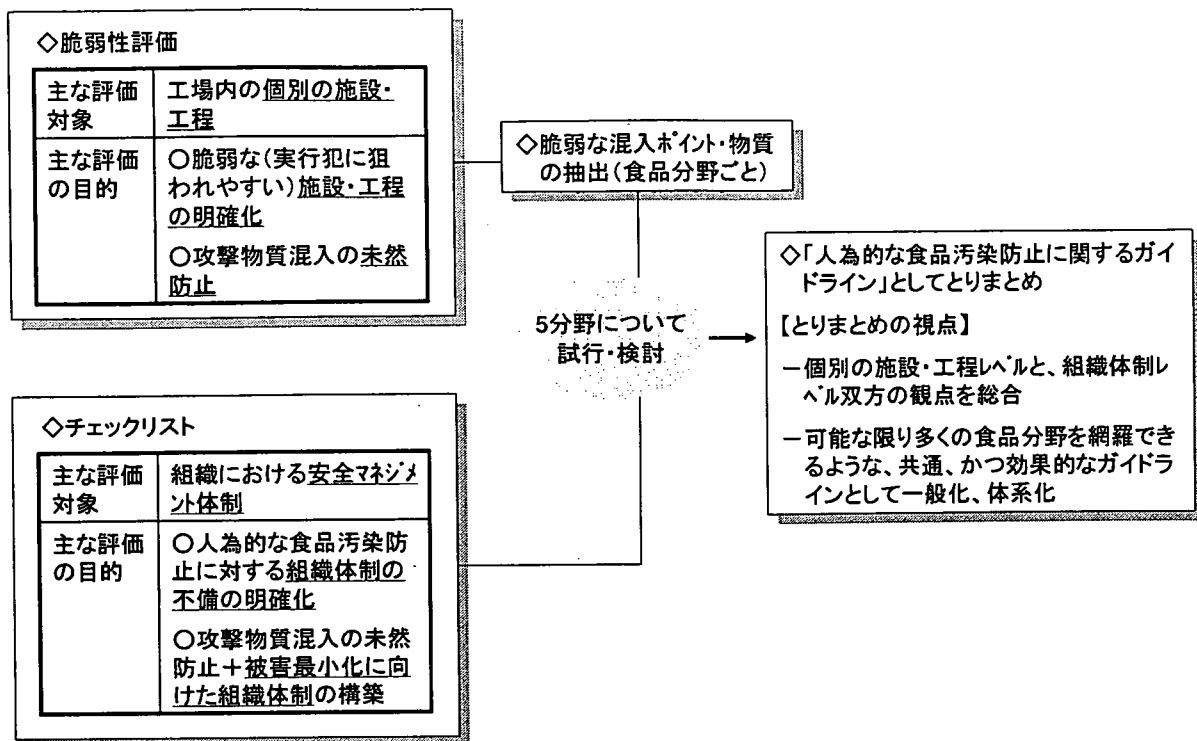 ◇脆弱性評価
主な評価
対象
工場内の個別の施設・
工程
主な評価
の目的
○脆弱な(実行犯に狙
われやすい)施設・工程
の明確化
○攻撃物質混入の未然
防止
◇脆弱な混入ポイント・物質
の抽出(食品分野ごと)
5分野について
試行・検討
◇チェックリスト
主な評価
対象
組織における安全マネジメ
ント体制
主な評価
の目的
○人為的な食品汚染防
止に対する組織体制の
不備の明確化
○攻撃物質混入の未然
防止+被害最小化に向
けた組織体制の構築
◇「人為的な食品汚染防止に関するガイ
ドライン」としてとりまとめ
【とりまとめの視点】
-個別の施設・工程レベルと、組織体制レ
ベル双方の観点を総合
-可能な限り多くの食品分野を網羅でき
るような、共通、かつ効果的なガイドラ
インとして一般化、体系化